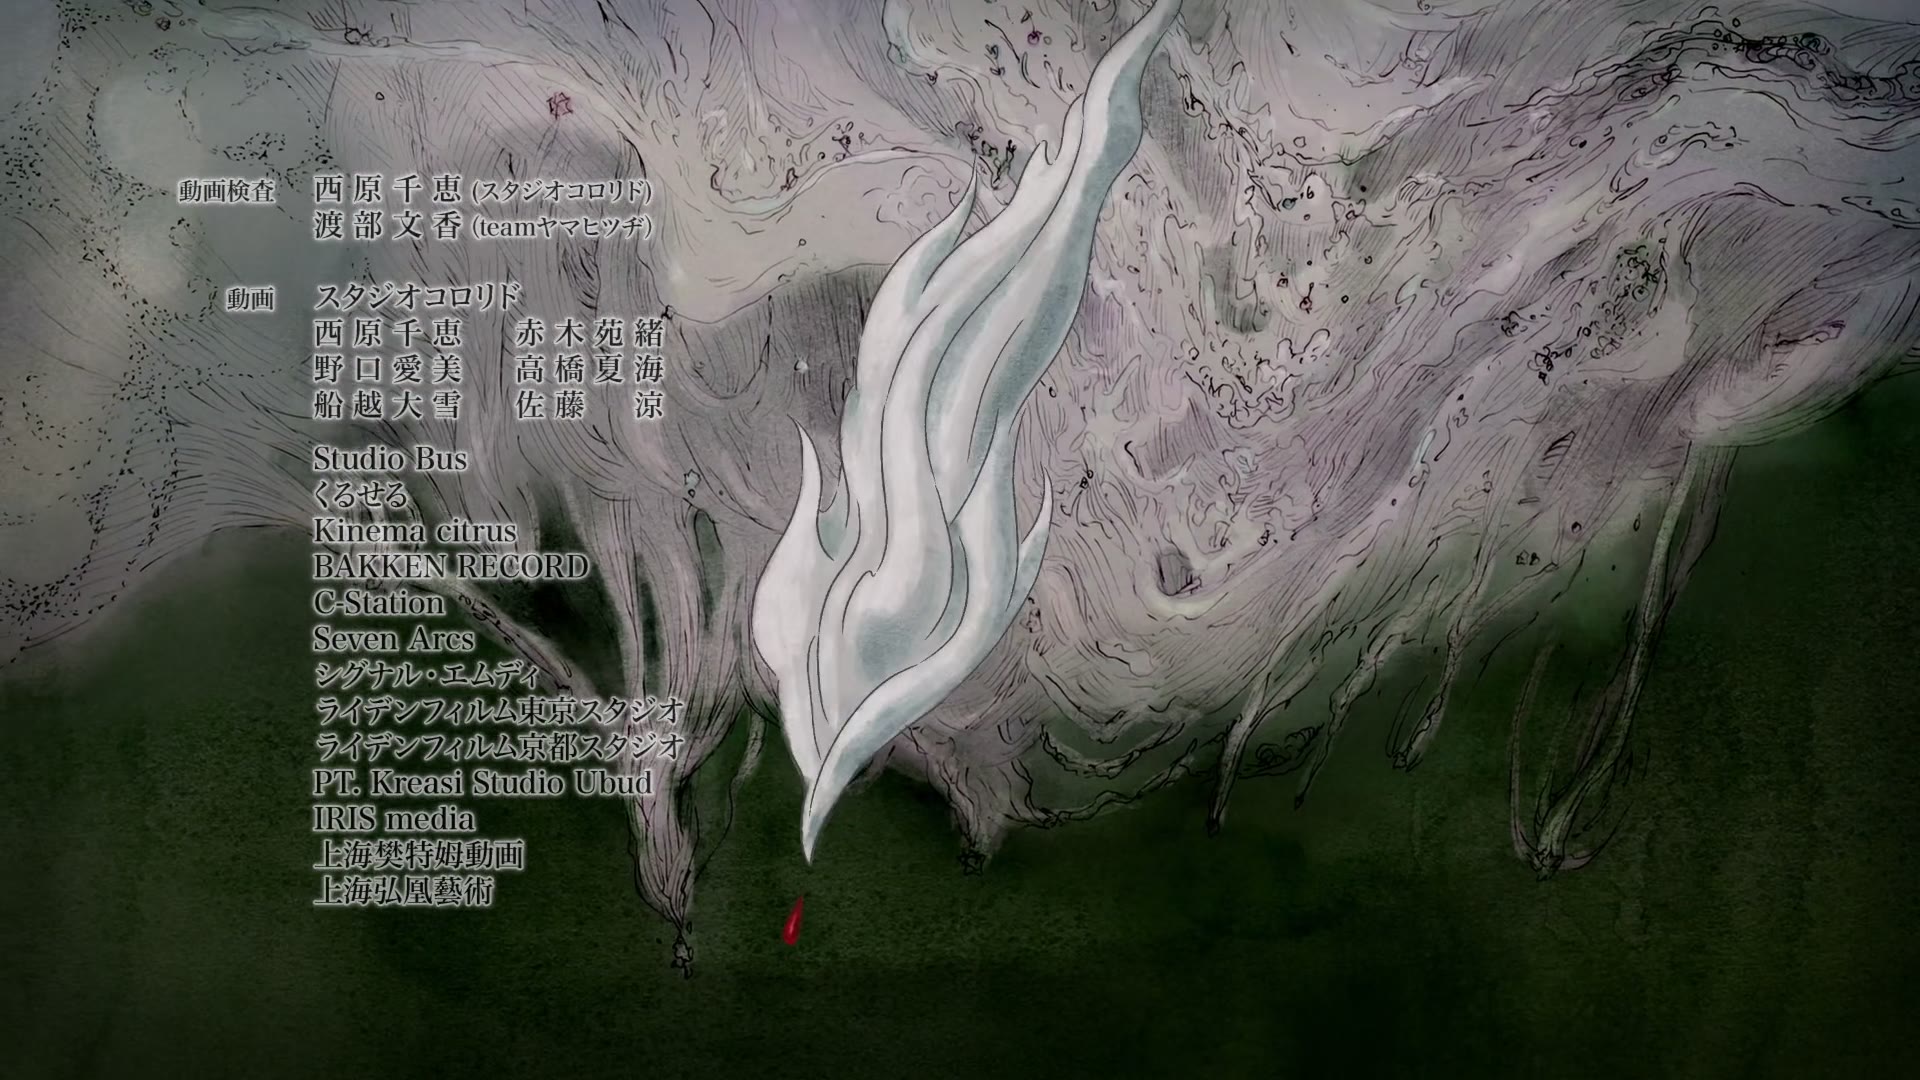 動画検査 西原千恵 (スタジオコロリド)
渡部文香 (teamヤマヒツヂ)
動画 スタジオコロリド
西原千恵 赤木苑緒
野口愛美 高橋夏海
船越大雪 佐藤 涼
Studio Bus
くるせる
Kinema citrus
BAKKEN RECORD
C-Station
Seven Arcs
シグナル・エムディ
ライデンフィルム東京スタジオ
ライデンフィルム京都スタジオ
PT. Kreasi Studio Ubud
IRIS media
上海樊特姆動画
上海弘凰藝術